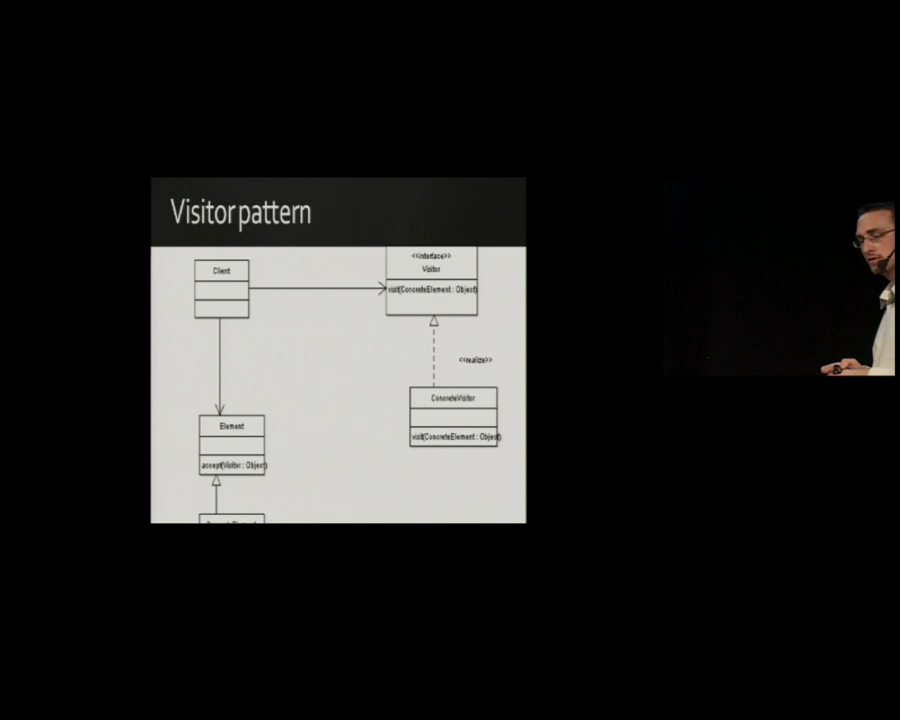 Visitor pattern
Client
<<interface>>
Visitor
visit(ConcreteElement : Object)
<<realize>>
ConcreteVisitor
visit(ConcreteElement : Object)
Element
accept(Visitor : Object)